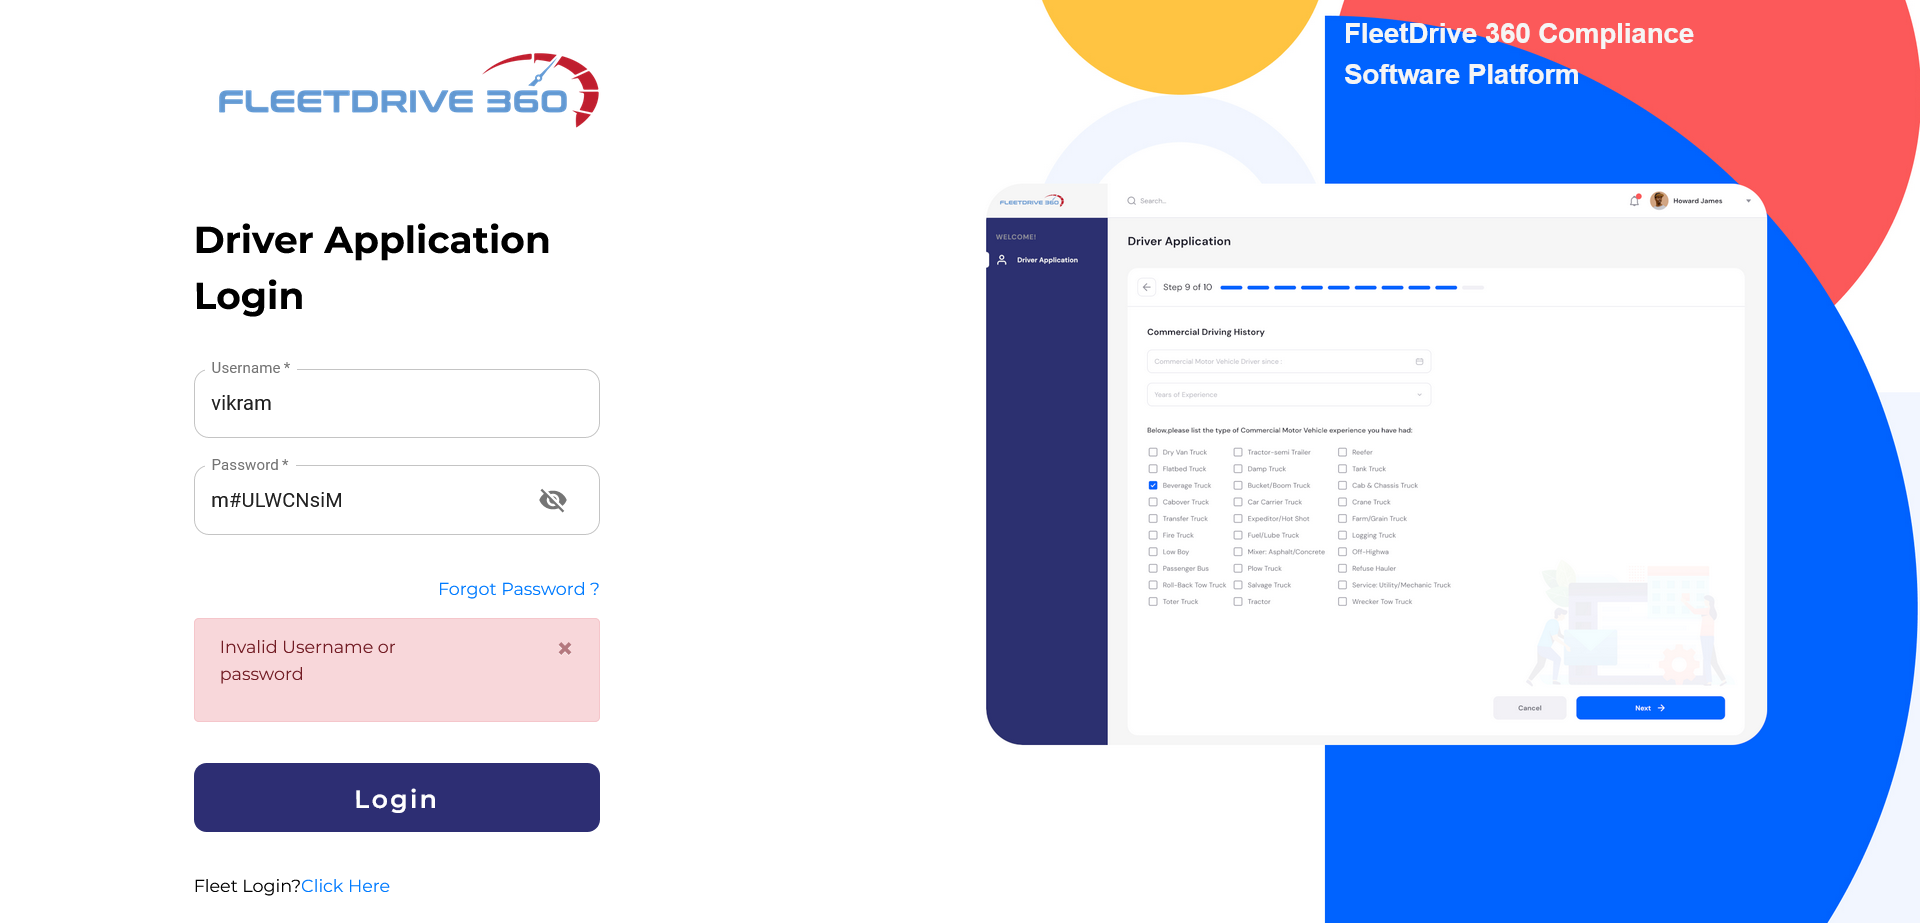 FLEETDRIVE 360
Driver Application
Login
Username *
vikram
Password *
m#ULWCNsiM
Forgot Password ?
Invalid Username or
password
×
Login
Fleet Login?Click Here
FleetDrive 360 Compliance
Software Platform
FLEETDRIVE 360
Search..
Howard James
WELCOME!
Driver Application
Driver Application
Step 9 of 10
Commercial Driving History
Commercial Motor Vehicle Driver since :
Years of Experience
Below,please list the type of Commercial Motor Vehicle experience you have had:
Dry Van Truck Tractor-semi Trailer Reefer
Flatbed Truck Damp Truck Tank Truck
Beverage Truck Bucket/Boom Truck Cab & Chassis Truck
Cabover Truck Car Carrier Truck Crane Truck
Transfer Truck Expeditor/Hot Shot Farm/Grain Truck
Fire Truck Fuel/Lube Truck Logging Truck
Low Boy Mixer: Asphalt/Concrete Off-Highwa
Passenger Bus Plow Truck Refuse Hauler
Roll-Back Tow Truck Salvage Truck Service: Utility/Mechanic Truck
Toter Truck Tractor Wrecker Tow Truck
Cancel
Next →